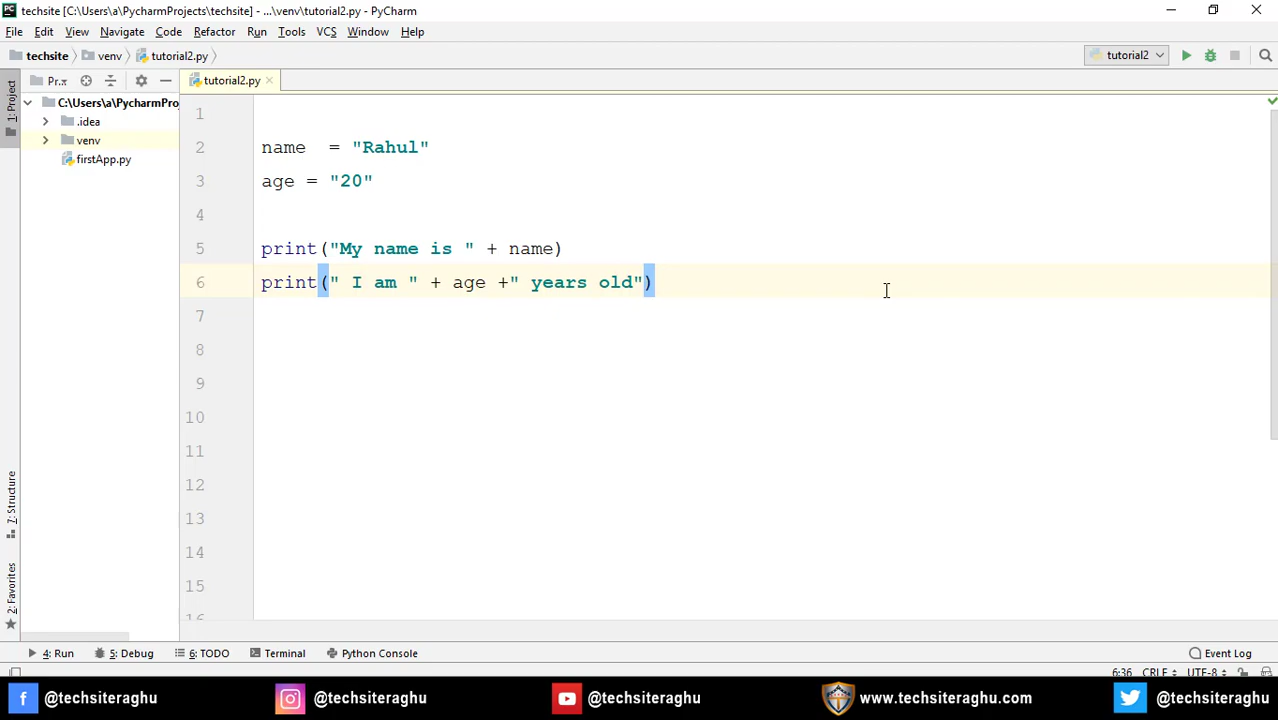 techsite [C:\Users\a\PycharmProjects\techsite] - ...\venv\tutorial2.py - PyCharm
File Edit View Navigate Code Refactor Run Tools VCS Window Help
techsite venv tutorial2.py tutorial2
1: Project
Pr.. tutorial2.py
C:\Users\a\PycharmProj
.idea
venv
firstApp.py
1
2 name  = "Rahul"
3 age = "20"
4
5 print("My name is " + name)
6 print(" I am " + age +" years old")
7
8
9
10
11
12
13
14
15
16
7: Structure
2: Favorites
4: Run 5: Debug 6: TODO Terminal Python Console Event Log
6:36 CRLF UTF-8
@techsiteraghu @techsiteraghu @techsiteraghu www.techsiteraghu.com @techsiteraghu